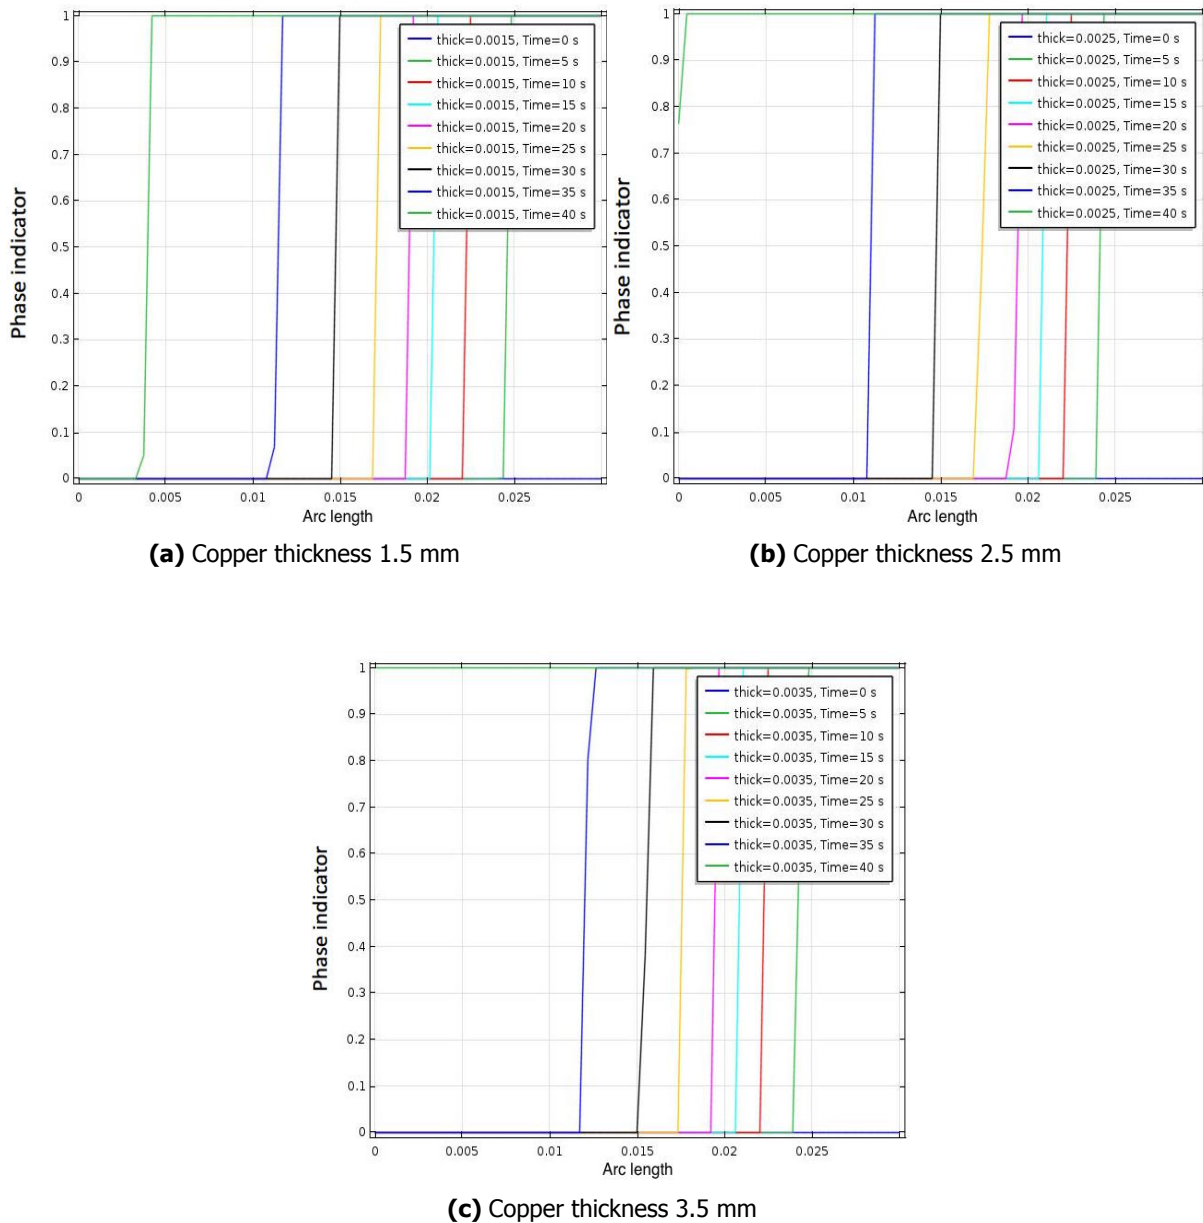 1
0.9
0.8
0.7
0.6
0.5
0.4
0.3
0.2
0.1
0
Phase indicator
thick=0.0015, Time=0 s
thick=0.0015, Time=5 s
thick=0.0015, Time=10 s
thick=0.0015, Time=15 s
thick=0.0015, Time=20 s
thick=0.0015, Time=25 s
thick=0.0015, Time=30 s
thick=0.0015, Time=35 s
thick=0.0015, Time=40 s
0 0.005 0.01 0.015 0.02 0.025
Arc length
(a) Copper thickness 1.5 mm
1
0.9
0.8
0.7
0.6
0.5
0.4
0.3
0.2
0.1
0
Phase indicator
thick=0.0025, Time=0 s
thick=0.0025, Time=5 s
thick=0.0025, Time=10 s
thick=0.0025, Time=15 s
thick=0.0025, Time=20 s
thick=0.0025, Time=25 s
thick=0.0025, Time=30 s
thick=0.0025, Time=35 s
thick=0.0025, Time=40 s
0 0.005 0.01 0.015 0.02 0.025
Arc length
(b) Copper thickness 2.5 mm
1
0.9
0.8
0.7
0.6
0.5
0.4
0.3
0.2
0.1
0
Phase indicator
thick=0.0035, Time=0 s
thick=0.0035, Time=5 s
thick=0.0035, Time=10 s
thick=0.0035, Time=15 s
thick=0.0035, Time=20 s
thick=0.0035, Time=25 s
thick=0.0035, Time=30 s
thick=0.0035, Time=35 s
thick=0.0035, Time=40 s
0 0.005 0.01 0.015 0.02 0.025
Arc length
(c) Copper thickness 3.5 mm